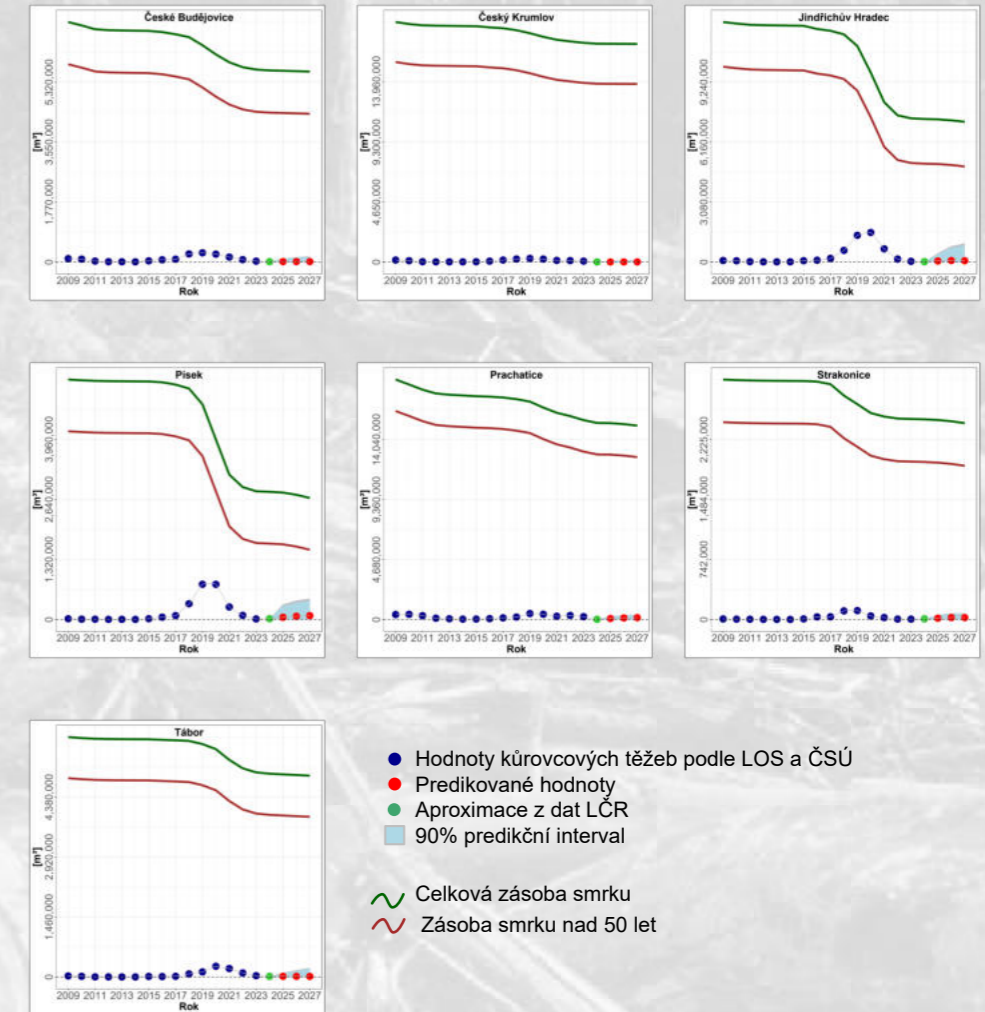 České Budějovice
[m³]
5,320,000
3,550,000
1,770,000
0
2009 2011 2013 2015 2017 2019 2021 2023 2025 2027
Rok
Český Krumlov
[m³]
13,900,000
9,300,000
4,650,000
0
2009 2011 2013 2015 2017 2019 2021 2023 2025 2027
Rok
Jindřichův Hradec
[m³]
9,240,000
6,160,000
3,080,000
0
2009 2011 2013 2015 2017 2019 2021 2023 2025 2027
Rok
Písek
[m³]
3,960,000
2,640,000
1,320,000
0
2009 2011 2013 2015 2017 2019 2021 2023 2025 2027
Rok
Prachatice
[m³]
14,040,000
9,360,000
4,680,000
0
2009 2011 2013 2015 2017 2019 2021 2023 2025 2027
Rok
Strakonice
[m³]
2,225,000
1,484,000
742,000
0
2009 2011 2013 2015 2017 2019 2021 2023 2025 2027
Rok
Tábor
[m³]
4,380,000
2,920,000
1,460,000
0
2009 2011 2013 2015 2017 2019 2021 2023 2025 2027
Rok
Hodnoty kůrovcových těžeb podle LOS a ČSÚ
Predikované hodnoty
Aproximace z dat LČR
90% predikční interval
Celková zásoba smrku
Zásoba smrku nad 50 let